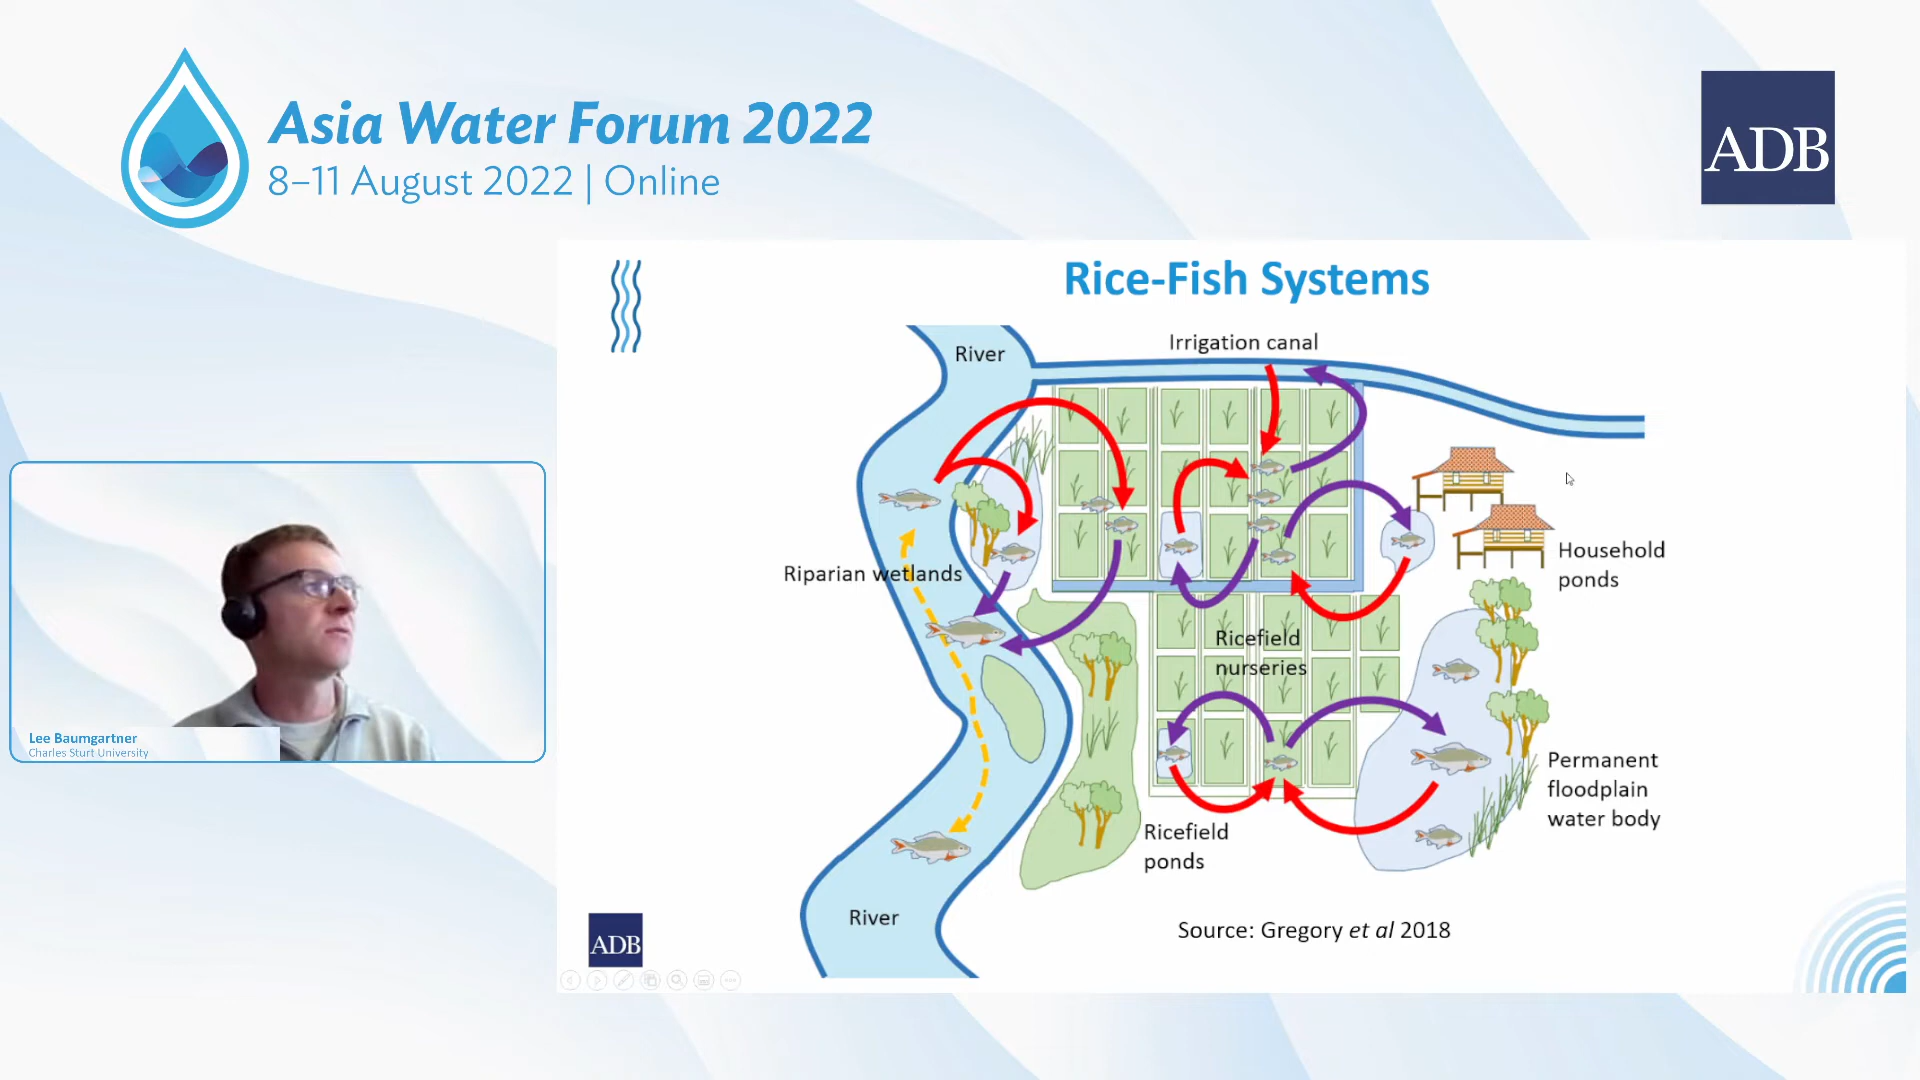 Asia Water Forum 2022
8–11 August 2022 | Online
ADB
Rice-Fish Systems
Irrigation canal
River
Riparian wetlands
Household
ponds
Ricefield
nurseries
Permanent
floodplain
water body
Ricefield
ponds
River
Source: Gregory et al 2018
ADB
Lee Baumgartner
Charles Sturt University